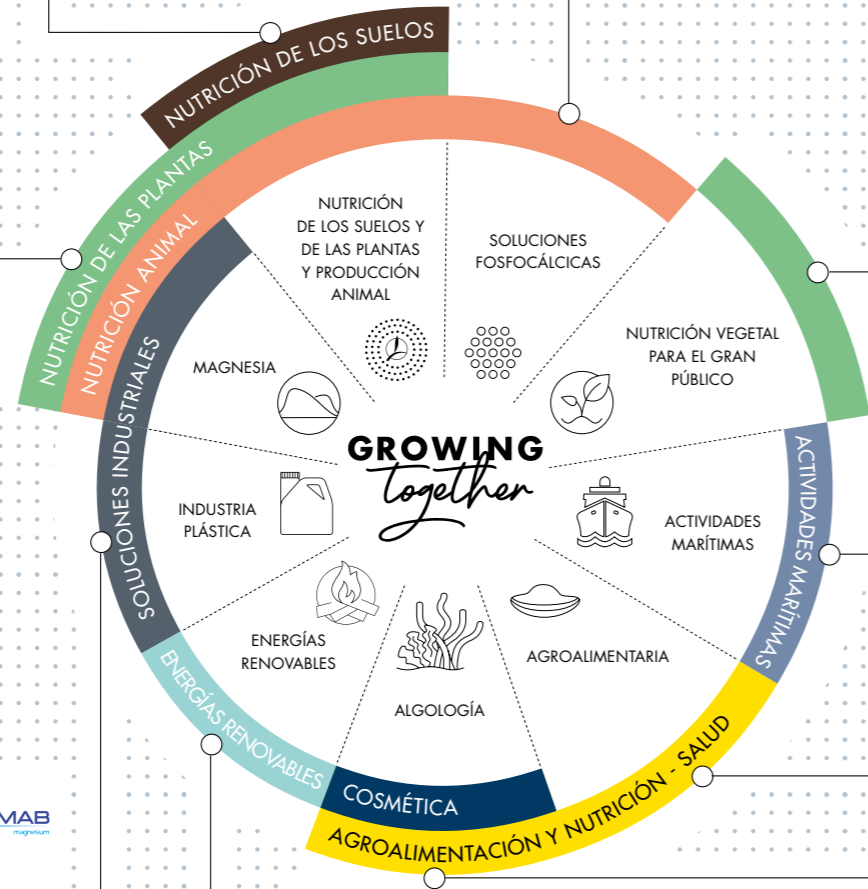 NUTRICIÓN DE LOS SUELOS
NUTRICIÓN DE LAS PLANTAS
NUTRICIÓN ANIMAL
SOLUCIONES INDUSTRIALES
NUTRICIÓN
DE LOS SUELOS Y
DE LAS PLANTAS
Y PRODUCCIÓN
ANIMAL
SOLUCIONES
FOSFOCÁLCICAS
NUTRICIÓN VEGETAL
PARA EL GRAN
PÚBLICO
MAGNESIA
GROWING
together
INDUSTRIA
PLÁSTICA
ACTIVIDADES
MARÍTIMAS
ACTIVIDADES MARÍTIMAS
ENERGÍAS
RENOVABLES
AGROALIMENTARIA
ALGOLOGÍA
ENERGÍAS RENOVABLES
COSMÉTICA
AGROALIMENTACIÓN Y NUTRICIÓN - SALUD
MAB
magnesium